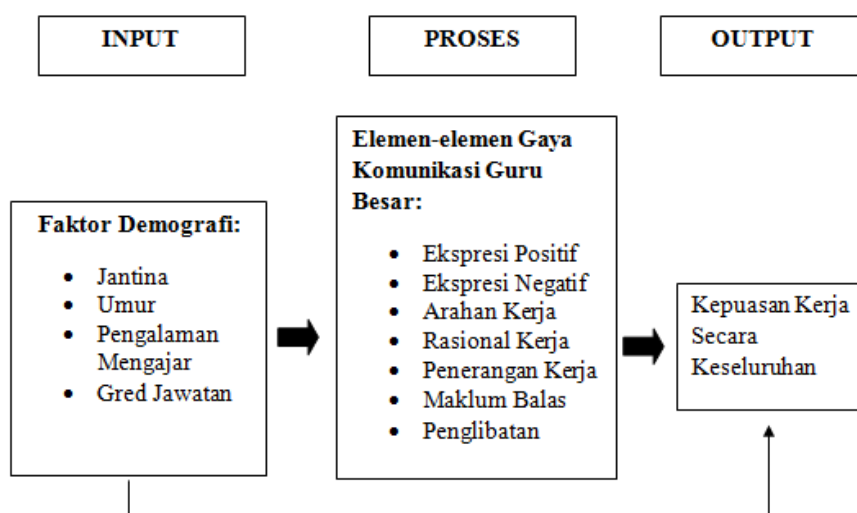 INPUT
PROSES
OUTPUT
Faktor Demografi:
• Jantina
• Umur
• Pengalaman
Mengajar
• Gred Jawatan
Elemen-elemen Gaya
Komunikasi Guru
Besar:
• Ekspresi Positif
• Ekspresi Negatif
• Arahan Kerja
• Rasional Kerja
• Penerangan Kerja
• Maklum Balas
• Penglibatan
Kepuasan Kerja
Secara
Keseluruhan